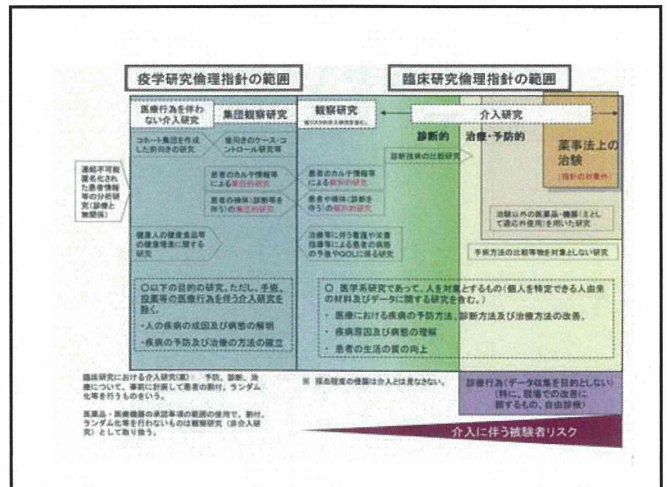 疫学研究倫理指針の範囲
臨床研究倫理指針の範囲
医療行為を伴わ
ない介入研究
集団観察研究
観察研究
介入研究
診断的
治療・予防的
薬事法上の
治験
(指針の対象外)
コホート集団を作成
した前向きの研究
後向きのケース・コ
ントロール研究等
診断技術の比較研究
連結不可能
匿名化され
た患者情報
等の分析研
究(診療と
無関係)
患者のカルテ情報等
による集団的研究
患者のカルテ情報等
による個別的研究
患者の検体(診断等を
伴う)の集団的研究
患者や検体(診断を
伴う)の個別的研究
治験以外の医薬品・機器(主とし
て適応外使用)を用いた研究
健康人の健康食品等
の健康増進に関する
研究
治療等に伴う看護や栄養
指導等による患者の病態
の予後やQOLに係る研究
手術方法の比較等物を対象としない研究
〇以下の目的の研究。ただし、手術、
投薬等の医療行為を伴う介入研究を
除く。
・人の疾病の成因及び病態の解明
・疾病の予防及び治療の方法の確立
〇 医学系研究であって、人を対象とするもの(個人を特定できる人由来
の材料及びデータに関する研究を含む。)
・ 医療における疾病の予防方法、診断方法及び治療方法の改善、
・ 疾病原因及び病態の理解
・ 患者の生活の質の向上
臨床研究における介入研究(案): 予防、診断、治
療について、事前に計画して患者の割付、ランダム
化等を行うものをいう。
※ 採血程度の侵襲は介入とは見なさない。
診療行為(データ収集を目的としない)
(特に、現場での改善に
関するもの、自由診療)
医薬品・医療機器の承認事項の範囲の使用で、割付、
ランダム化等を行わないものは観察研究(非介入研
究)として取り扱う。
介入に伴う被験者リスク